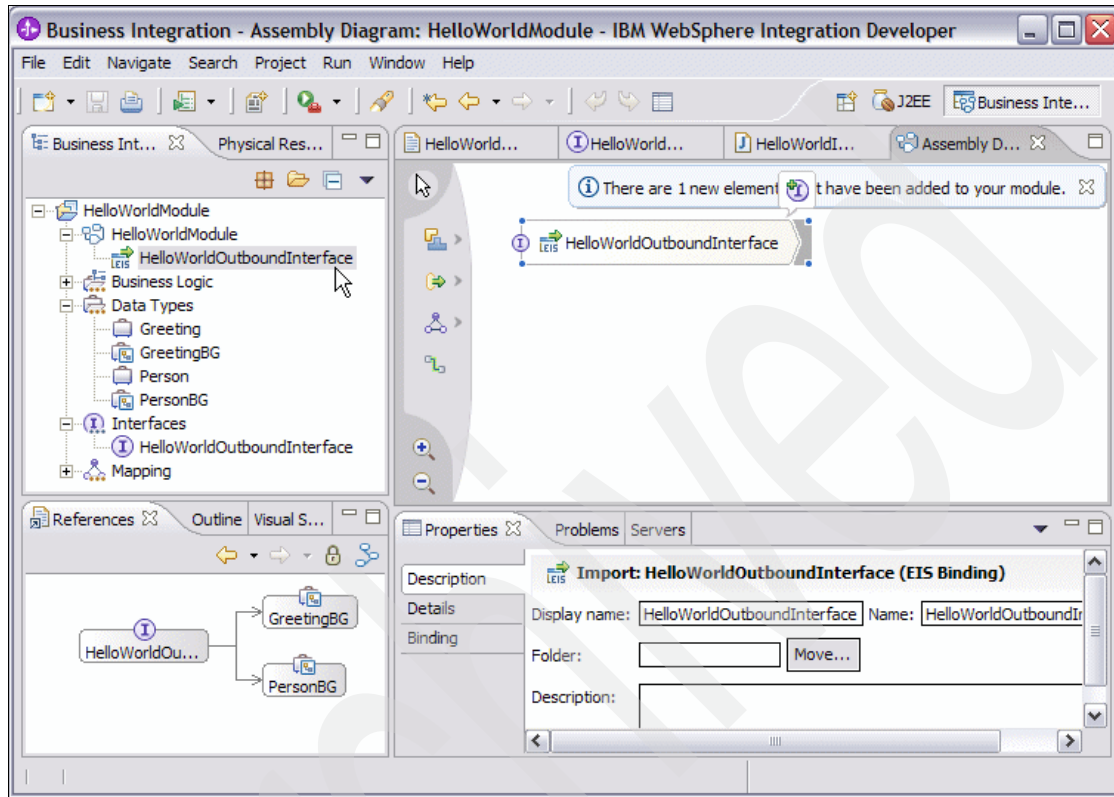 Business Integration - Assembly Diagram: HelloWorldModule - IBM WebSphere Integration Developer
File Edit Navigate Search Project Run Window Help
J2EE Business Inte...
Business Int... Physical Res...
HelloWorldModule
HelloWorldModule
EIS HelloWorldOutboundInterface
Business Logic
Data Types
Greeting
GreetingBG
Person
PersonBG
Interfaces
HelloWorldOutboundInterface
Mapping
HelloWorld... HelloWorld... HelloWorldI... Assembly D...
There are 1 new element t have been added to your module.
EIS HelloWorldOutboundInterface
References Outline Visual S...
HelloWorldOu...
GreetingBG
PersonBG
Properties Problems Servers
Description
Details
Binding
EIS Import: HelloWorldOutboundInterface (EIS Binding)
Display name: HelloWorldOutboundInterface Name: HelloWorldOutboundI
Folder: Move...
Description: